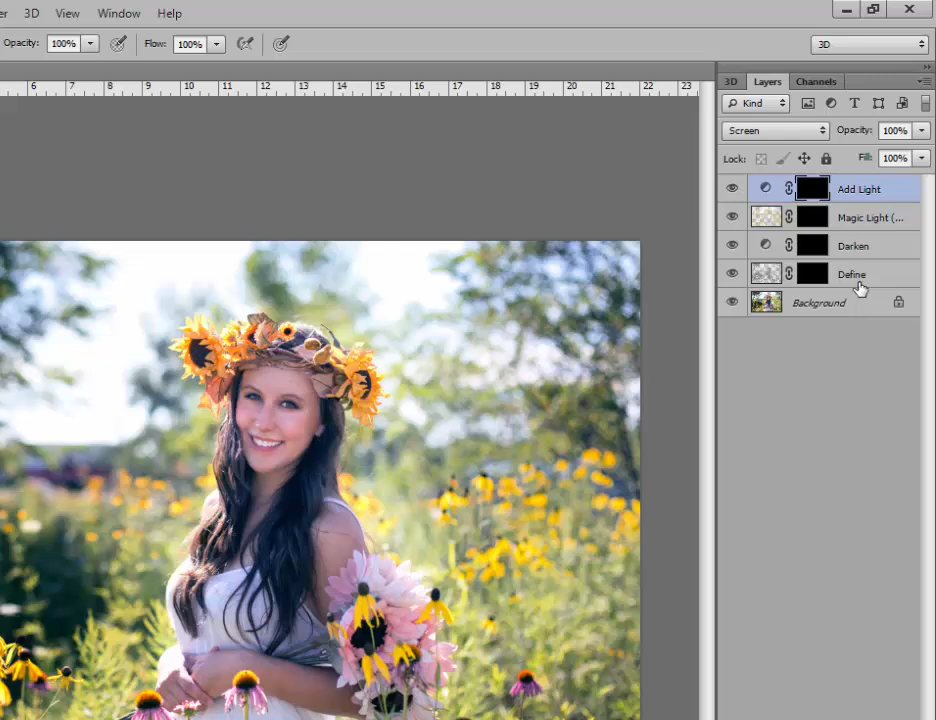 er 3D View Window Help
Opacity: 100% Flow: 100% 3D
3D Layers Channels
6 7 8 9 10 11 12 13 14 15 16 17 18 19 20 21 22 23
Kind T
Screen Opacity: 100%
Lock: Fill: 100%
Add Light
Magic Light (...
Darken
Define
Background